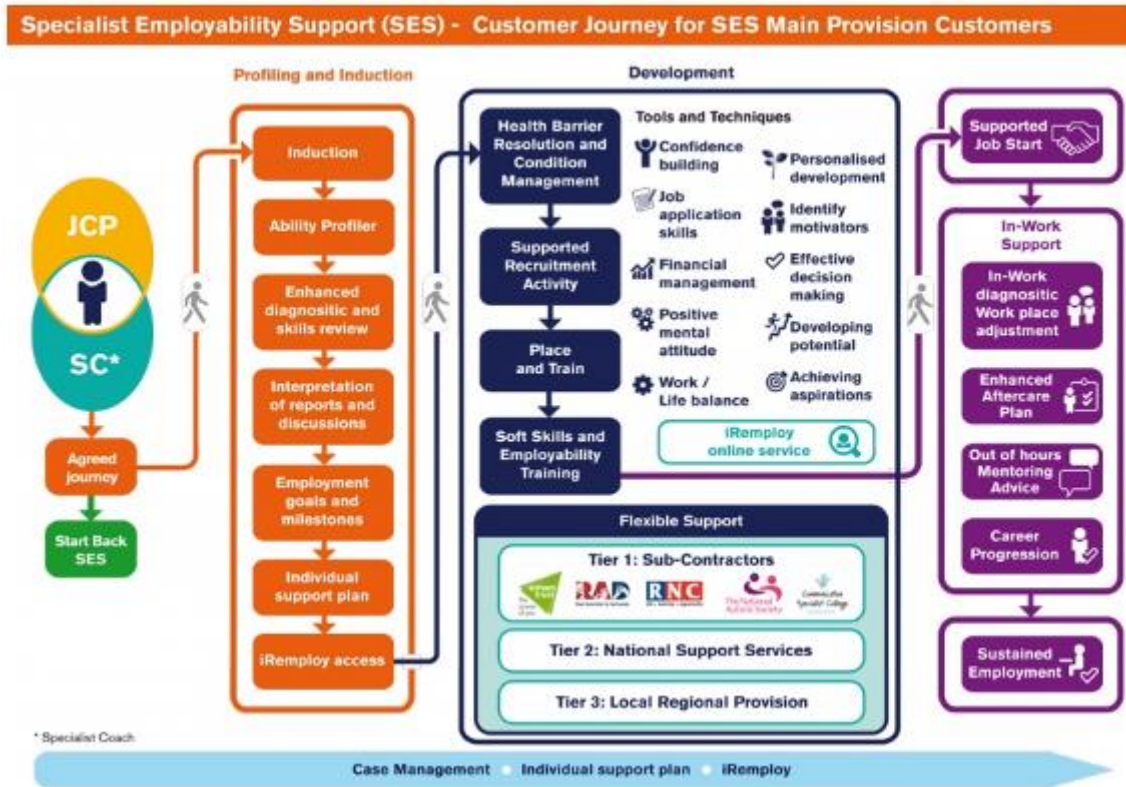 Specialist Employability Support (SES) - Customer Journey for SES Main Provision Customers
JCP
SC*
Agreed
journey
Start Back
SES
Profiling and Induction
Induction
Ability Profiler
Enhanced
diagnositic and
skills review
Interpretation
of reports and
discussions
Employment
goals and
milestones
Individual
support plan
iRemploy access
Development
Health Barrier
Resolution and
Condition
Management
Supported
Recruitment
Activity
Place
and Train
Soft Skills and
Employability
Training
Tools and Techniques
Confidence
building
Job
application
skills
Financial
management
Positive
mental
attitude
Work /
Life balance
Personalised
development
Identify
motivators
Effective
decision
making
Developing
potential
Achieving
aspirations
iRemploy
online service
Flexible Support
Tier 1: Sub-Contractors
RAD
RNC
The National
Autistic Society
Tier 2: National Support Services
Tier 3: Local Regional Provision
Supported
Job Start
In-Work
Support
In-Work
diagnositic
Work place
adjustment
Enhanced
Aftercare
Plan
Out of hours
Mentoring
Advice
Career
Progression
Sustained
Employment
* Specialist Coach
Case Management Individual support plan iRemploy